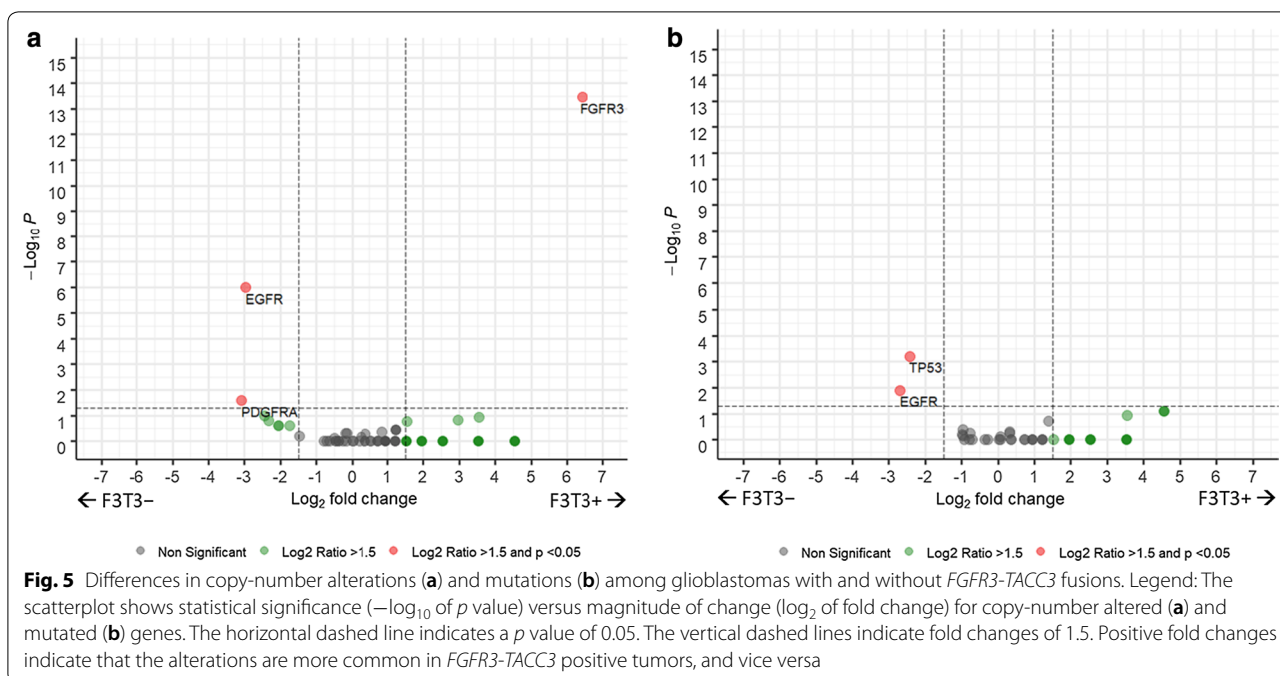 a
15
14
13
12
11
10
9
8
7
6
5
4
3
2
1
0
−Log10 P
FGFR3
EGFR
PDGFRA
-7 -6 -5 -4 -3 -2 -1 0 1 2 3 4 5 6 7
← F3T3− Log2 fold change F3T3+ →
Non Significant Log2 Ratio >1.5 Log2 Ratio >1.5 and p <0.05
b
15
14
13
12
11
10
9
8
7
6
5
4
3
2
1
0
−Log10 P
TP53
EGFR
-7 -6 -5 -4 -3 -2 -1 0 1 2 3 4 5 6 7
← F3T3− Log2 fold change F3T3+ →
Non Significant Log2 Ratio >1.5 Log2 Ratio >1.5 and p <0.05
Fig. 5 Differences in copy-number alterations (a) and mutations (b) among glioblastomas with and without FGFR3-TACC3 fusions. Legend: The
scatterplot shows statistical significance (−log10 of p value) versus magnitude of change (log2 of fold change) for copy-number altered (a) and
mutated (b) genes. The horizontal dashed line indicates a p value of 0.05. The vertical dashed lines indicate fold changes of 1.5. Positive fold changes
indicate that the alterations are more common in FGFR3-TACC3 positive tumors, and vice versa